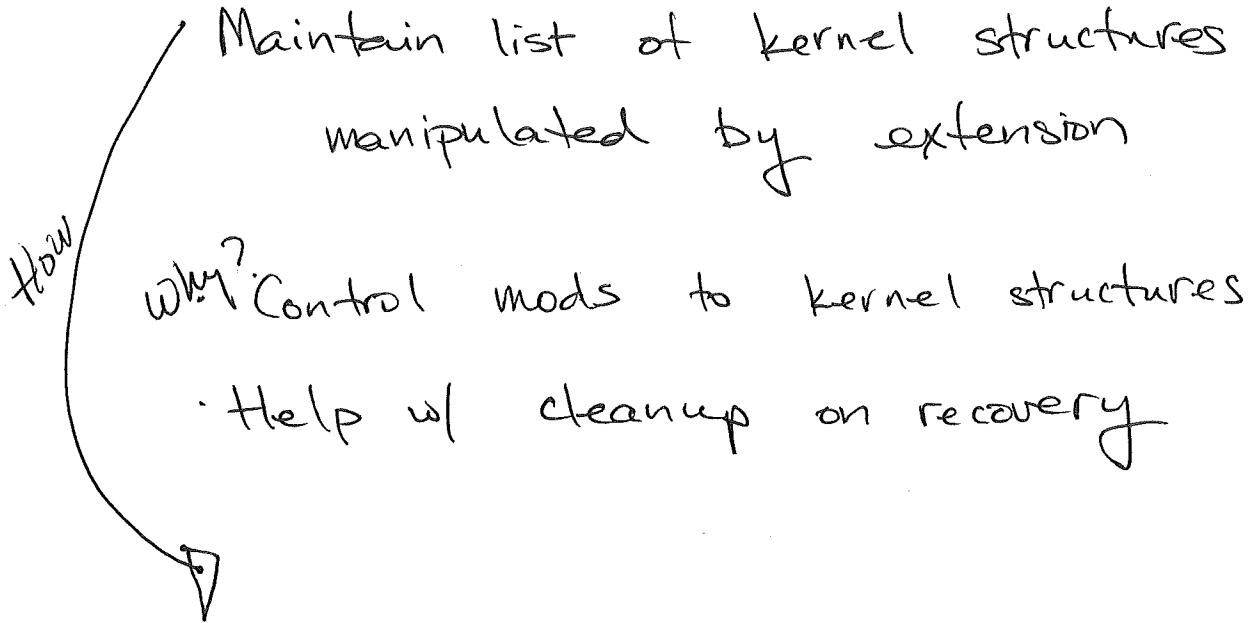 Maintain list of kernel structures
manipulated by extension
How
why? · Control mods to kernel structures
· Help w/ cleanup on recovery